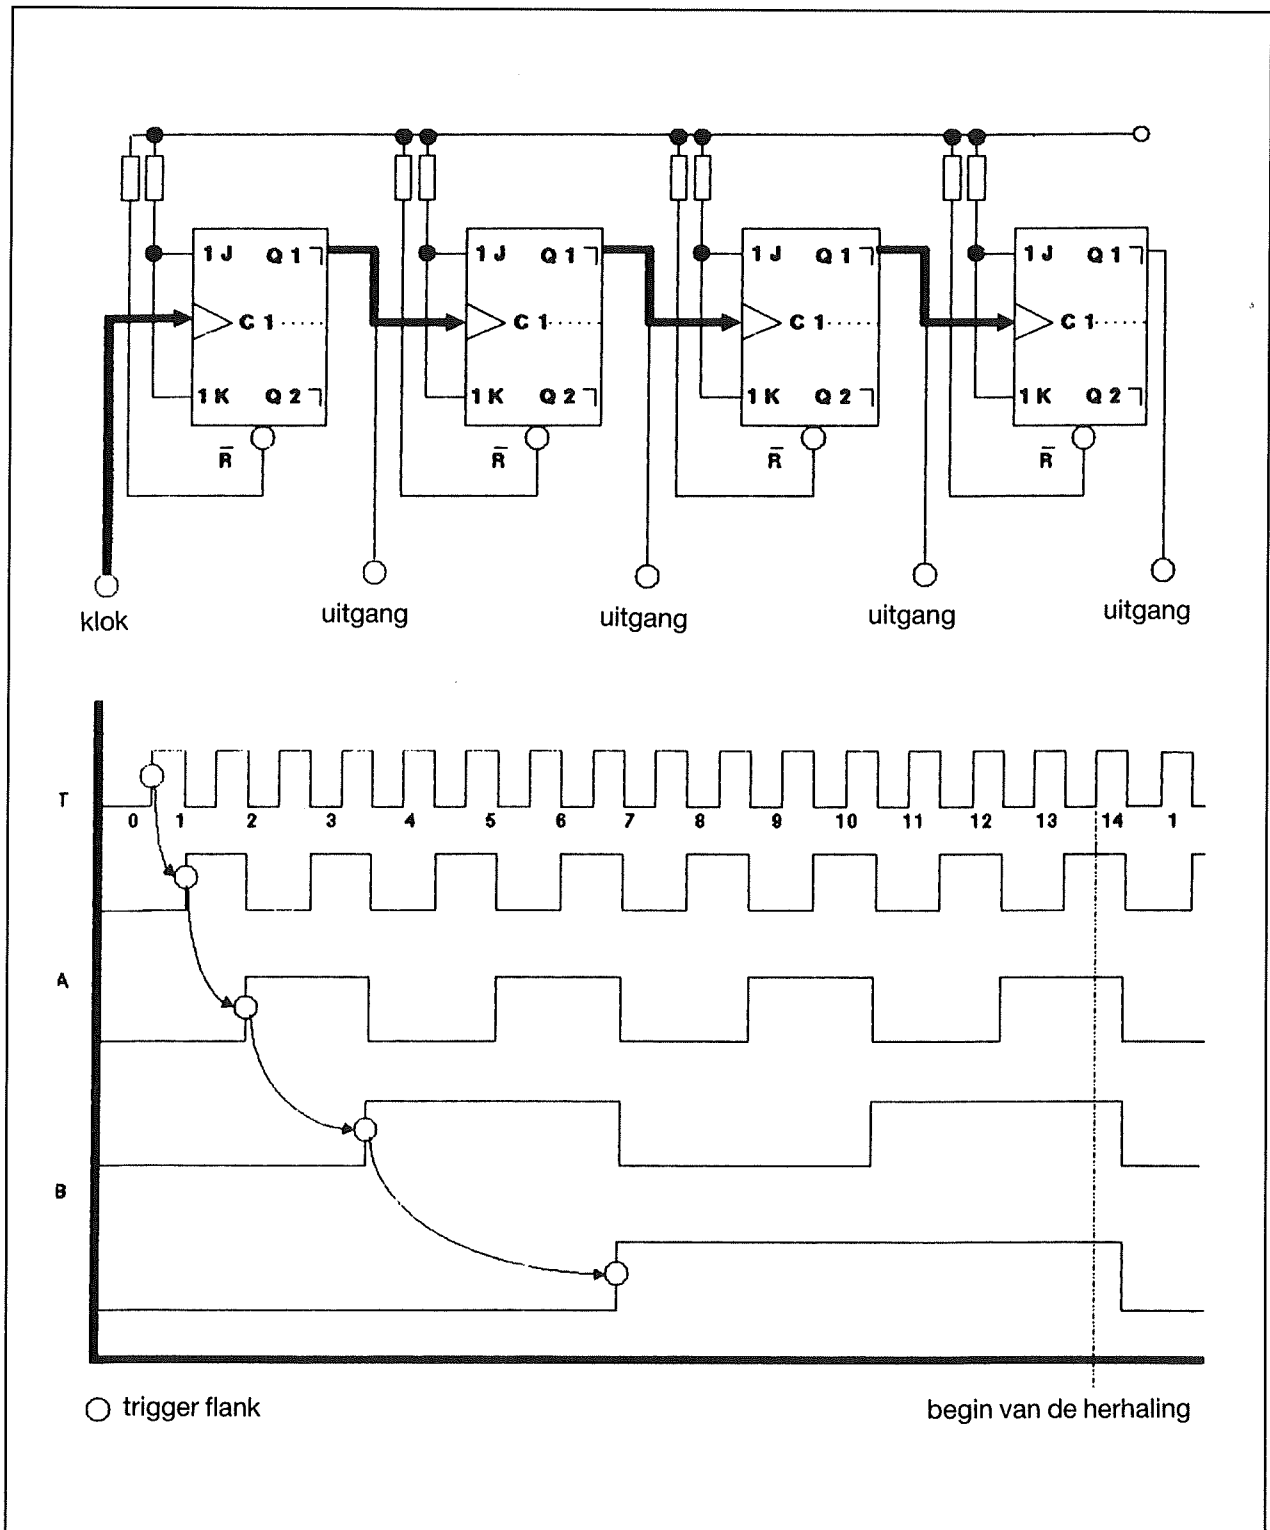 1J Q1 1J Q1 1J Q1 1J Q1
C1 C1 C1 C1
1K Q2 1K Q2 1K Q2 1K Q2
R̅ R̅ R̅ R̅
klok uitgang uitgang uitgang uitgang
T
0 1 2 3 4 5 6 7 8 9 10 11 12 13 14 1
A
B
trigger flank
begin van de herhaling